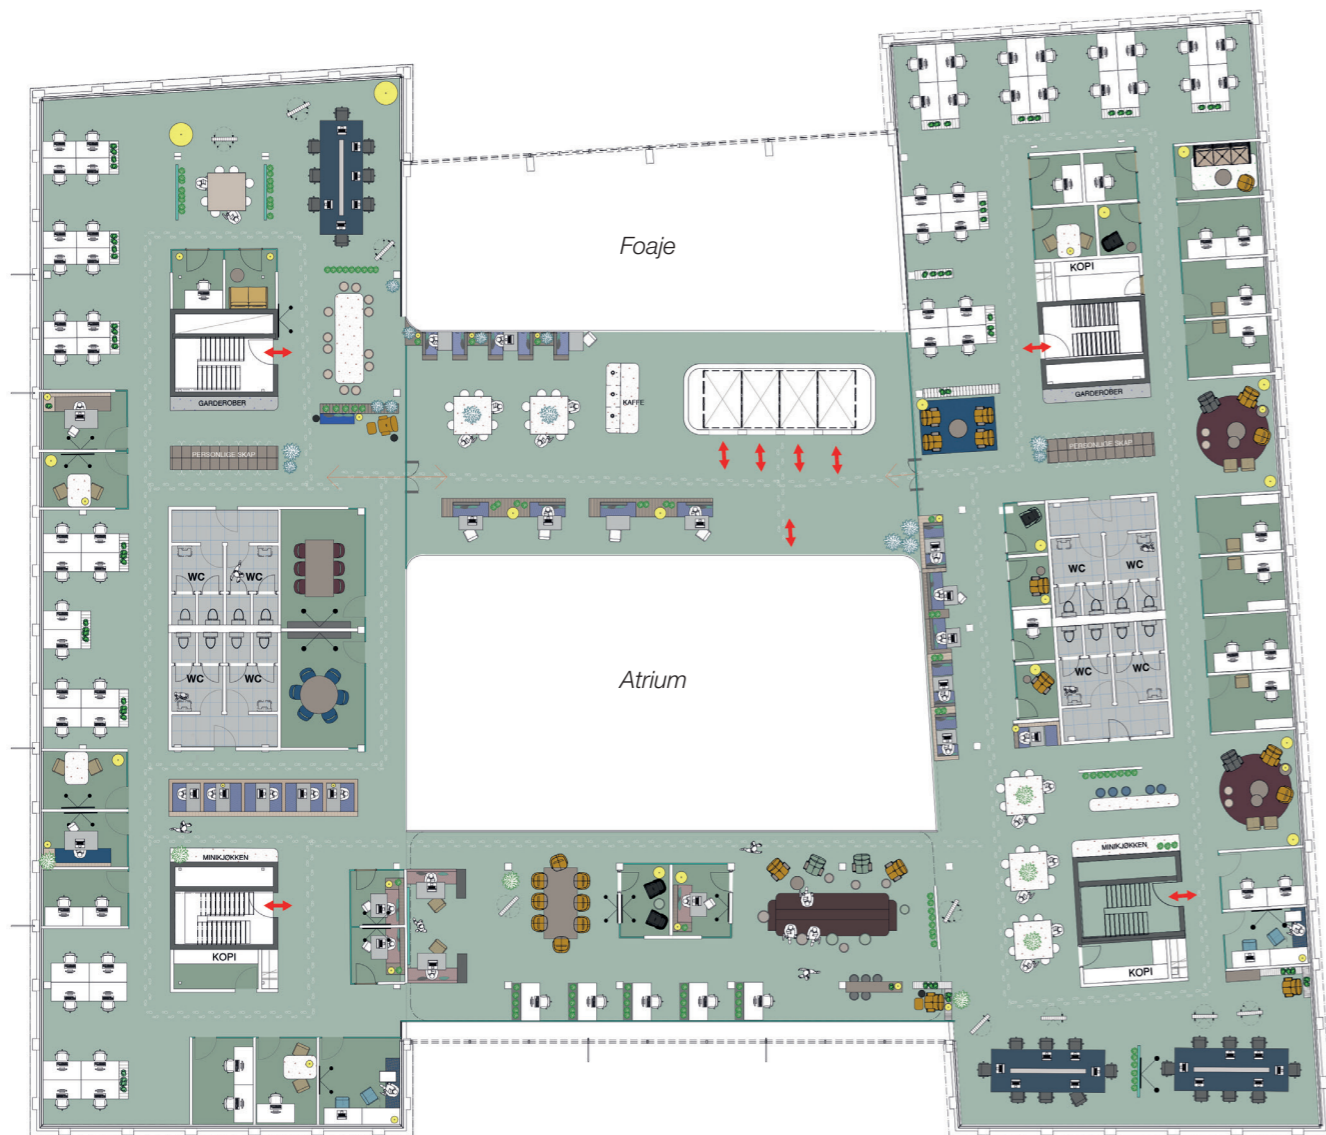 Foaje
KOPI
KAFFE
GARDEROBER
GARDEROBER
PERSONLIGE SKAP
PERSONLIGE SKAP
WC
WC
WC
WC
WC
WC
WC
WC
Atrium
MINIKJØKKEN
MINIKJØKKEN
KOPI
KOPI